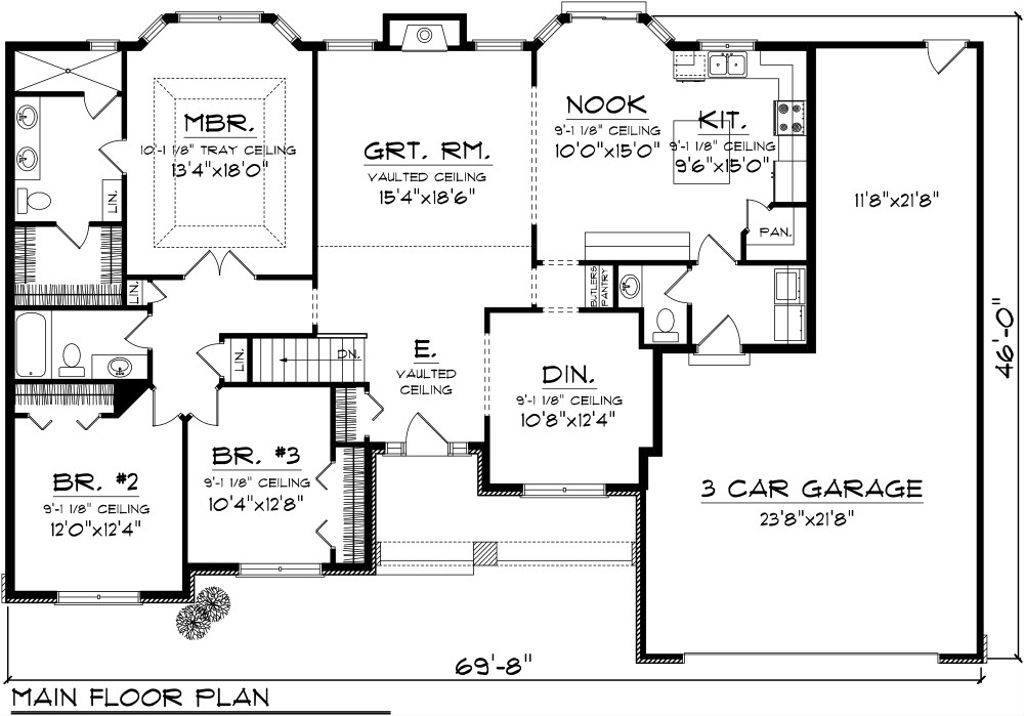 MBR.
10'-1 1/8" TRAY CEILING
13'4"x18'0"
GRT. RM.
VAULTED CEILING
15'4"x18'6"
NOOK
9'-1 1/8" CEILING
10'0"x15'0"
KIT.
9'-1 1/8" CEILING
9'6"x15'0"
11'8"x21'8"
LIN.
PAN.
LIN.
BUTLERS
PANTRY
LIN.
DN.
E.
VAULTED
CEILING
DIN.
9'-1 1/8" CEILING
10'8"x12'4"
46'-0"
BR. #2
9'-1 1/8" CEILING
12'0"x12'4"
BR. #3
9'-1 1/8" CEILING
10'4"x12'8"
3 CAR GARAGE
23'8"x21'8"
69'-8"
MAIN FLOOR PLAN